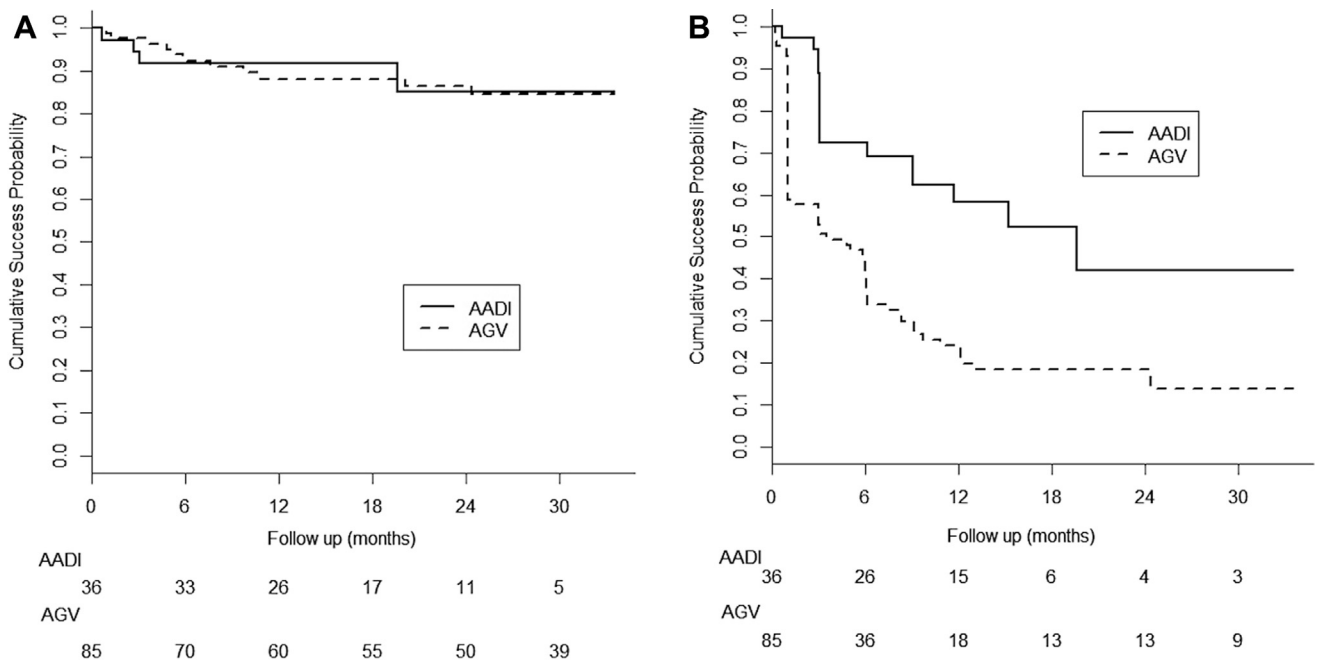 A
Cumulative Success Probability
1.0
0.9
0.8
0.7
0.6
0.5
0.4
0.3
0.2
0.1
0.0
AADI
AGV
0 6 12 18 24 30
Follow up (months)
AADI
36 33 26 17 11 5
AGV
85 70 60 55 50 39
B
Cumulative Success Probability
1.0
0.9
0.8
0.7
0.6
0.5
0.4
0.3
0.2
0.1
0.0
AADI
AGV
0 6 12 18 24 30
Follow up (months)
AADI
36 26 15 6 4 3
AGV
85 36 18 13 13 9